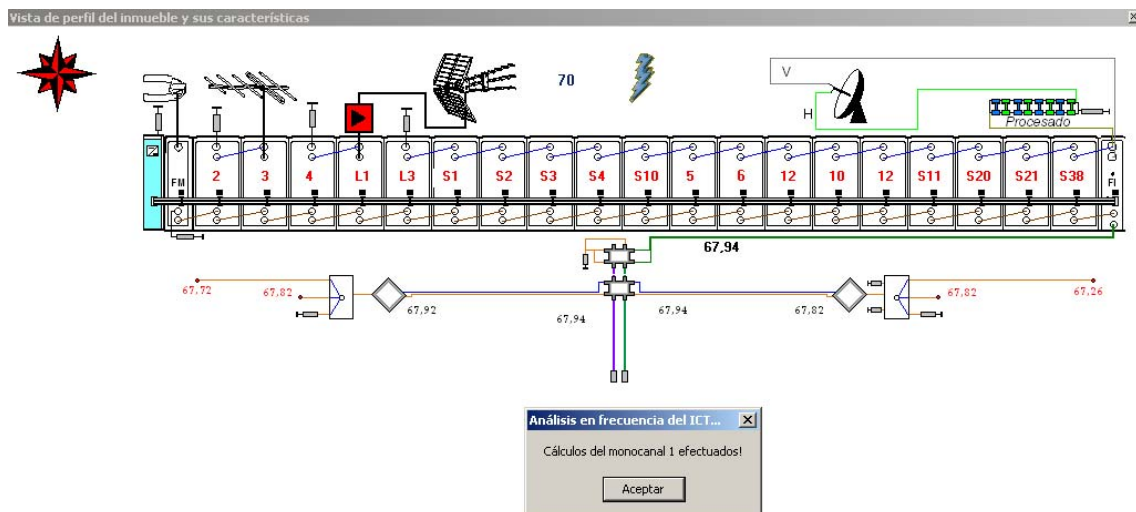 Vista de perfil del inmueble y sus características
70
V
H
Procesado
FM 2 3 4 L1 L3 S1 S2 S3 S4 S10 5 6 12 10 12 S11 S20 S21 S38 FI
67,94
67,72 67,82 67,92 67,94 67,94 67,82 67,82 67,26
Análisis en frecuencia del ICT...
Cálculos del monocanal 1 efectuados!
Aceptar